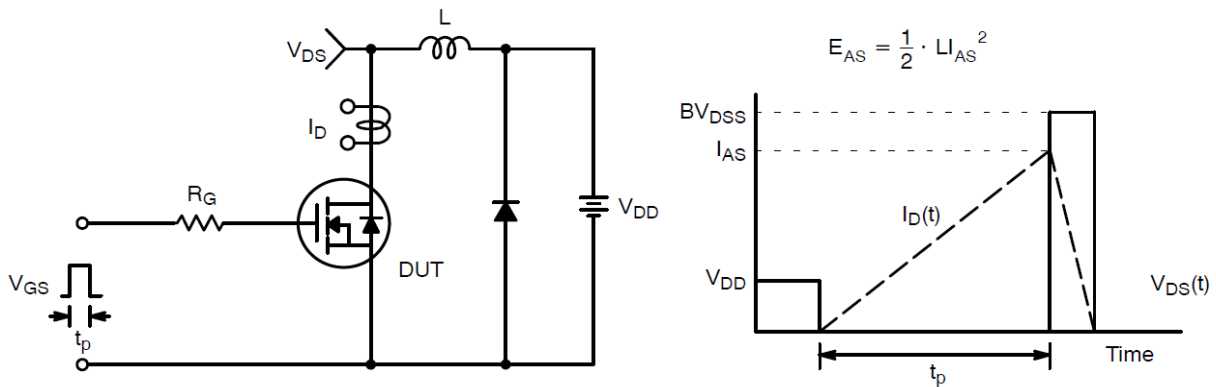 L
V_DS
I_D
R_G
V_DD
DUT
V_GS
t_p
E_AS = 1/2 · LI_AS^2
BV_DSS
I_AS
I_D(t)
V_DD
V_DS(t)
Time
t_p